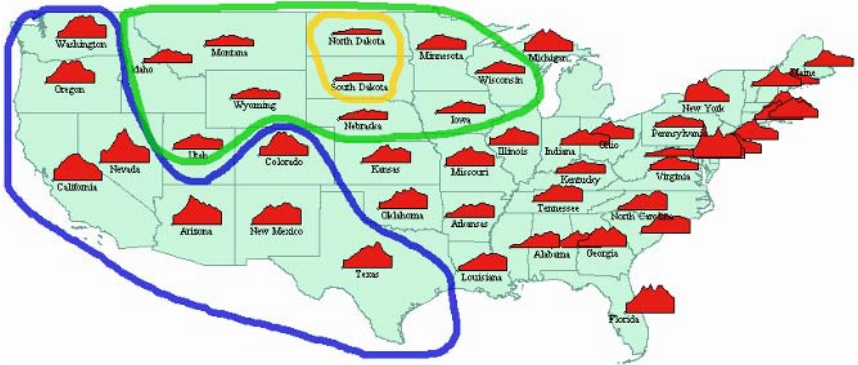 Washington
Montana
North Dakota
Minnesota
Michigan
Maine
Idaho
Oregon
South Dakota
Wisconsin
Wyoming
New York
Nebraska
Iowa
Utah
Colorado
Illinois
Indiana
Ohio
Pennsylvania
Nevada
California
Kansas
Missouri
Kentucky
Virginia
Arizona
New Mexico
Oklahoma
Arkansas
Tennessee
North Carolina
Texas
Louisiana
Alabama
Georgia
Florida